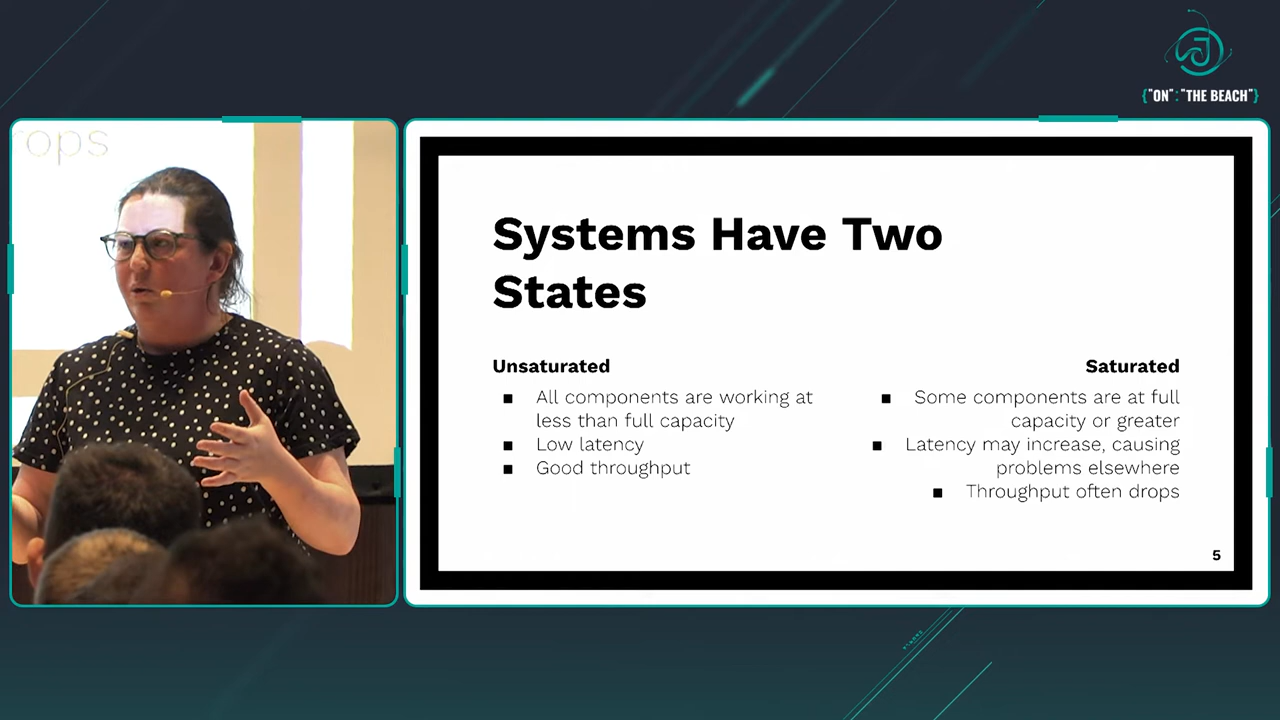 J
{"ON":"THE BEACH"}
ops
Systems Have Two
States
Unsaturated
■ All components are working at
less than full capacity
■ Low latency
■ Good throughput
Saturated
■ Some components are at full
capacity or greater
■ Latency may increase, causing
problems elsewhere
■ Throughput often drops
5